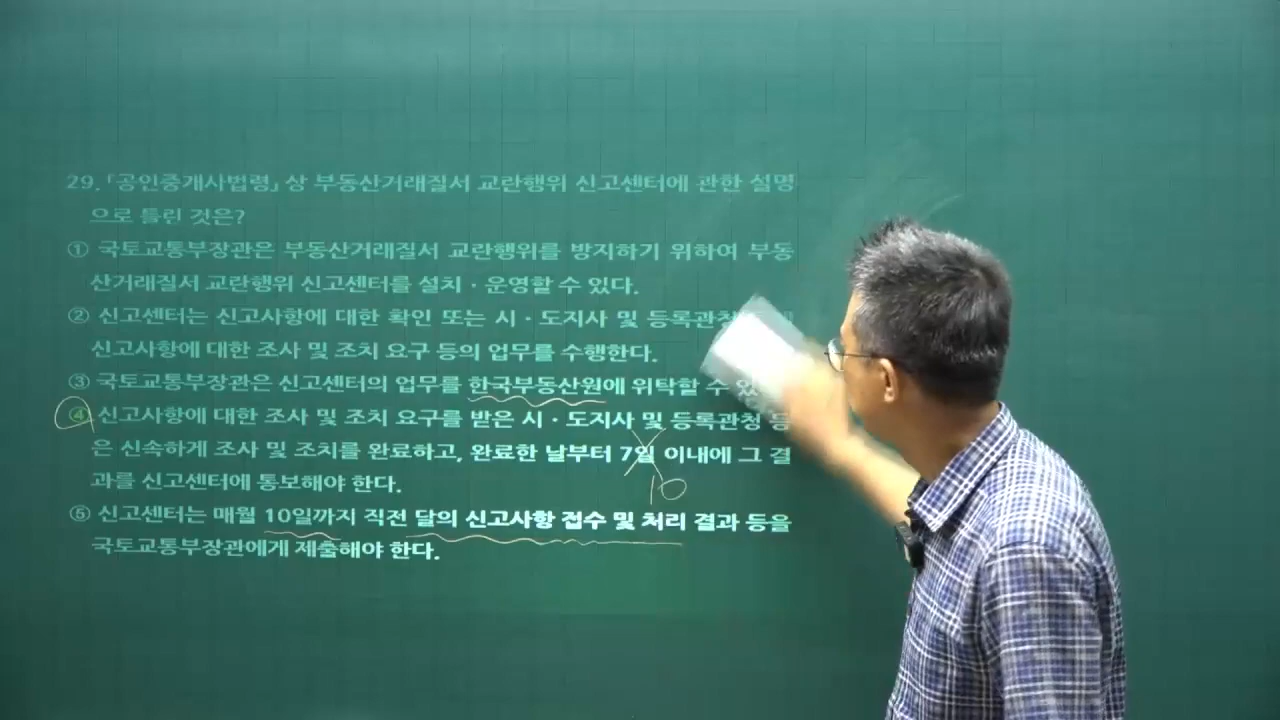 29. 「공인중개사법령」상 부동산거래질서 교란행위 신고센터에 관한 설명
으로 틀린 것은?
① 국토교통부장관은 부동산거래질서 교란행위를 방지하기 위하여 부동
산거래질서 교란행위 신고센터를 설치·운영할 수 있다.
② 신고센터는 신고사항에 대한 확인 또는 시·도지사 및 등록관청
신고사항에 대한 조사 및 조치 요구 등의 업무를 수행한다.
③ 국토교통부장관은 신고센터의 업무를 한국부동산원에 위탁할 수
④ 신고사항에 대한 조사 및 조치 요구를 받은 시·도지사 및 등록관청 등
은 신속하게 조사 및 조치를 완료하고, 완료한 날부터 7일 이내에 그 결
10
과를 신고센터에 통보해야 한다.
⑤ 신고센터는 매월 10일까지 직전 달의 신고사항 접수 및 처리 결과 등을
국토교통부장관에게 제출해야 한다.